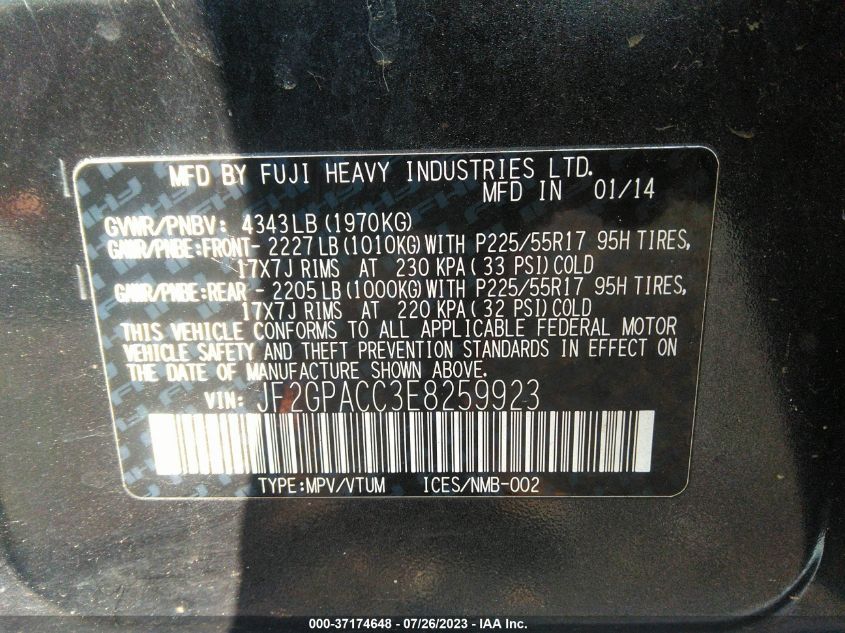 MFD BY FUJI HEAVY INDUSTRIES LTD.
MFD IN 01/14
GVWR/PNBV: 4343LB (1970KG)
GAWR/PNBE:FRONT- 2227LB (1010KG) WITH P225/55R17 95H TIRES,
17X7J RIMS AT 230 KPA (33 PSI) COLD
GAWR/PNBE:REAR - 2205LB (1000KG) WITH P225/55R17 95H TIRES,
17X7J RIMS AT 220 KPA (32 PSI) COLD
THIS VEHICLE CONFORMS TO ALL APPLICABLE FEDERAL MOTOR
VEHICLE SAFETY AND THEFT PREVENTION STANDARDS IN EFFECT ON
THE DATE OF MANUFACTURE SHOWN ABOVE.
VIN: JF2GPACC3E8259923
TYPE:MPV/VTUM ICES/NMB-002
000-37174648 / 07/26/2023 - IAA Inc.